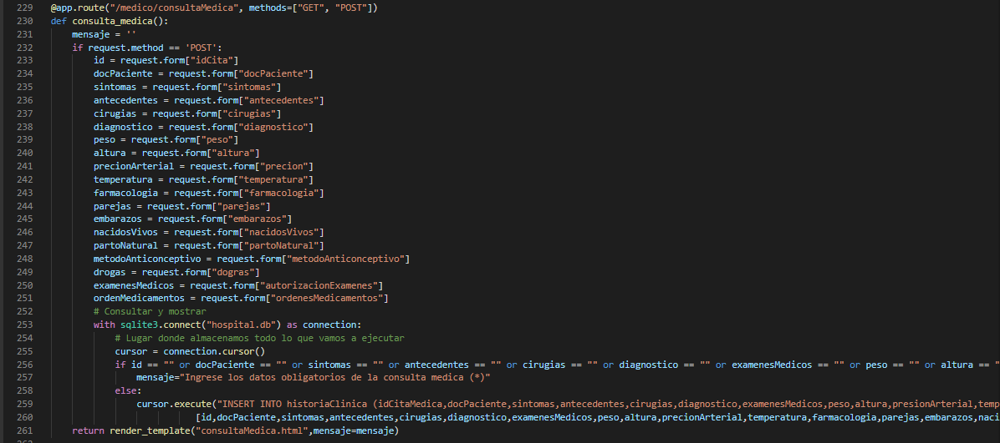 229 @app.route("/medico/consultaMedica", methods=["GET", "POST"])
230 def consulta_medica():
231 mensaje = ''
232 if request.method == 'POST':
233 id = request.form["idCita"]
234 docPaciente = request.form["docPaciente"]
235 sintomas = request.form["sintomas"]
236 antecedentes = request.form["antecedentes"]
237 cirugias = request.form["cirugias"]
238 diagnostico = request.form["diagnostico"]
239 peso = request.form["peso"]
240 altura = request.form["altura"]
241 precionArterial = request.form["precion"]
242 temperatura = request.form["temperatura"]
243 farmacologia = request.form["farmacologia"]
244 parejas = request.form["parejas"]
245 embarazos = request.form["embarazos"]
246 nacidosVivos = request.form["nacidosVivos"]
247 partoNatural = request.form["partoNatural"]
248 metodoAnticonceptivo = request.form["metodoAnticonceptivo"]
249 drogas = request.form["dogras"]
250 examenesMedicos = request.form["autorizacionExamenes"]
251 ordenMedicamentos = request.form["ordenesMedicamentos"]
252 # Consultar y mostrar
253 with sqlite3.connect("hospital.db") as connection:
254 # Lugar donde almacenamos todo lo que vamos a ejecutar
255 cursor = connection.cursor()
256 if id == "" or docPaciente == "" or sintomas == "" or antecedentes == "" or cirugias == "" or diagnostico == "" or examenesMedicos == "" or peso == "" or altura == "
257 mensaje="Ingrese los datos obligatorios de la consulta medica (*)"
258 else:
259 cursor.execute("INSERT INTO historiaClinica (idCitaMedica,docPaciente,sintomas,antecedentes,cirugias,diagnostico,examenesMedicos,peso,altura,presionArterial,temp
260 [id,docPaciente,sintomas,antecedentes,cirugias,diagnostico,examenesMedicos,peso,altura,precionArterial,temperatura,farmacologia,parejas,embarazos,naci
261 return render_template("consultaMedica.html",mensaje=mensaje)